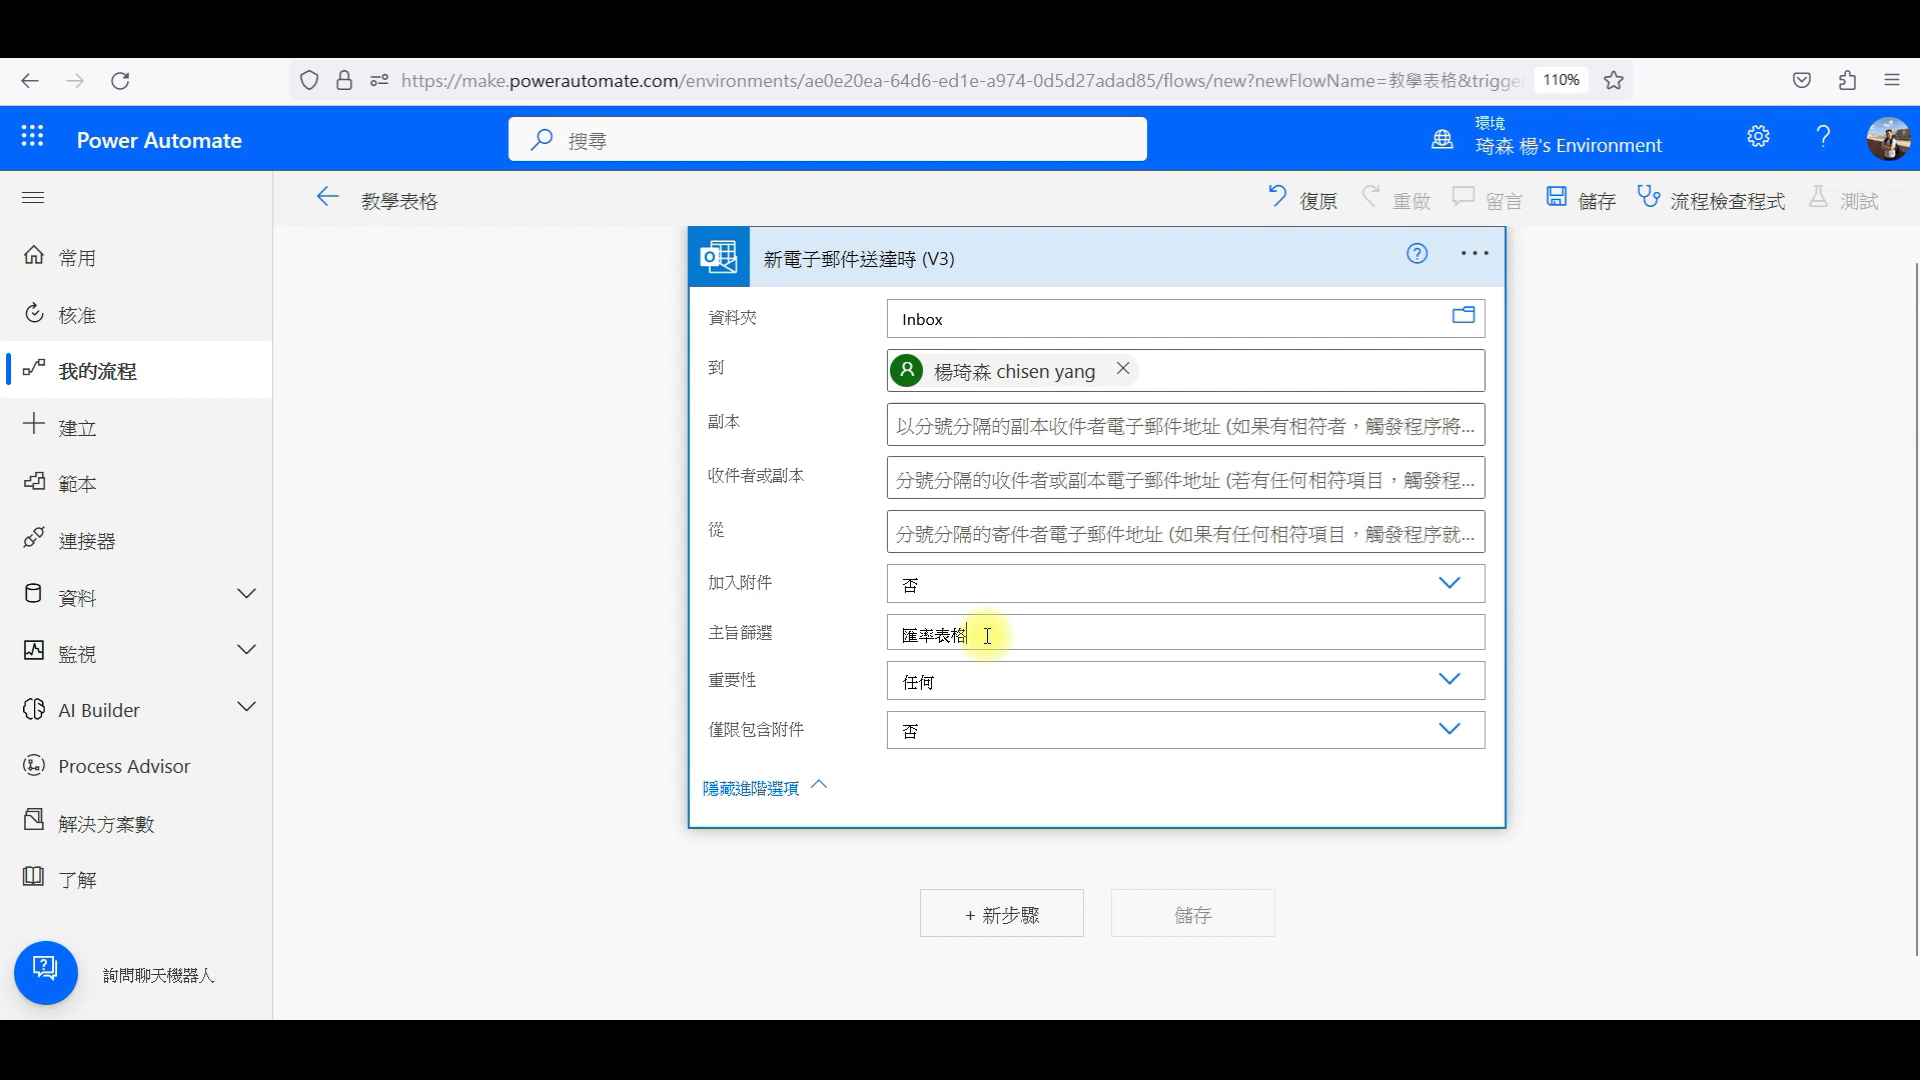 https://make.powerautomate.com/environments/ae0e20ea-64d6-ed1e-a974-0d5d27adad85/flows/new?newFlowName=教學表格&trigge
110%
Power Automate
搜尋
環境
琦森 楊's Environment
教學表格
復原
重做
留言
儲存
流程檢查程式
測試
常用
核准
我的流程
建立
範本
連接器
資料
監視
AI Builder
Process Advisor
解決方案數
了解
詢問聊天機器人
新電子郵件送達時 (V3)
資料夾
Inbox
到
楊琦森 chisen yang
副本
以分號分隔的副本收件者電子郵件地址 (如果有相符者，觸發程序將...
收件者或副本
分號分隔的收件者或副本電子郵件地址 (若有任何相符項目，觸發程...
從
分號分隔的寄件者電子郵件地址 (如果有任何相符項目，觸發程序就...
加入附件
否
主旨篩選
匯率表格
重要性
任何
僅限包含附件
否
隱藏進階選項
+ 新步驟
儲存